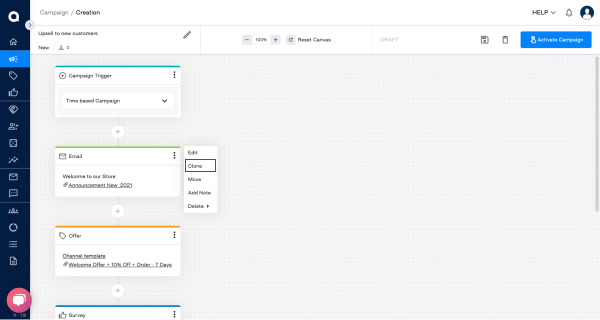 Campaign / Creation
HELP
Upsell to new customers
New
0
100%
Reset Canvas
DRAFT
Activate Campaign
Campaign Trigger
Time based Campaign
Email
Welcome to our Store
Announcement New_2021
Edit
Clone
Move
Add Note
Delete
Offer
Channel template
Welcome Offer - 10% Off - Order - 7 Days
Survey
V - 1.9